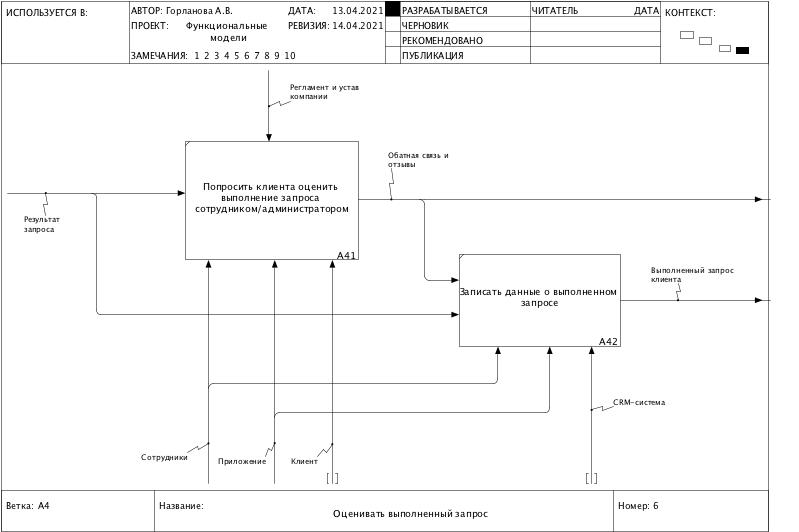 ИСПОЛЬЗУЕТСЯ В:
АВТОР: Горланова А.В.
ДАТА: 13.04.2021
РАЗРАБАТЫВАЕТСЯ
ЧИТАТЕЛЬ
ДАТА
КОНТЕКСТ:
ПРОЕКТ: Функциональные
модели
РЕВИЗИЯ: 14.04.2021
ЧЕРНОВИК
РЕКОМЕНДОВАНО
ЗАМЕЧАНИЯ: 1 2 3 4 5 6 7 8 9 10
ПУБЛИКАЦИЯ
Регламент и устав
компании
Попросить клиента оценить
выполнение запроса
сотрудником/администратором
A41
Обатная связь и
отзывы
Результат
запроса
Записать данные о выполненном
запросе
A42
Выполненный запрос
клиента
CRM-система
Сотрудники
Приложение
Клиент
[ ]
[ ]
Ветка: A4
Название:
Оценивать выполненный запрос
Номер: 6